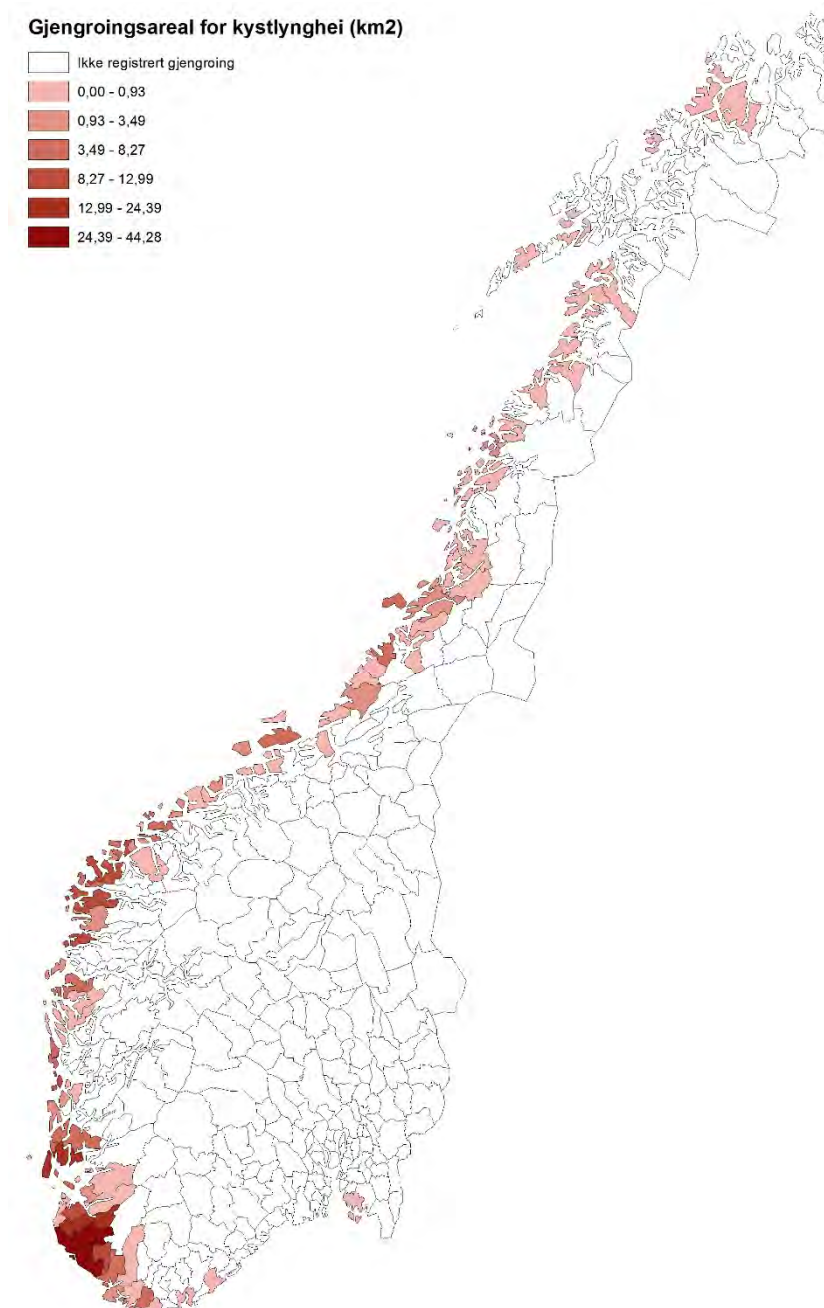 Gjengroingsareal for kystlynghei (km2)
Ikke registrert gjengroing
0,00 - 0,93
0,93 - 3,49
3,49 - 8,27
8,27 - 12,99
12,99 - 24,39
24,39 - 44,28